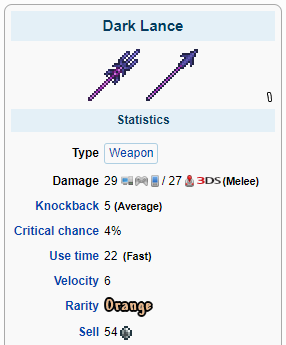 Dark Lance
Statistics
Type Weapon
Damage 29 / 27 3DS (Melee)
Knockback 5 (Average)
Critical chance 4%
Use time 22 (Fast)
Velocity 6
Rarity Orange
Sell 54